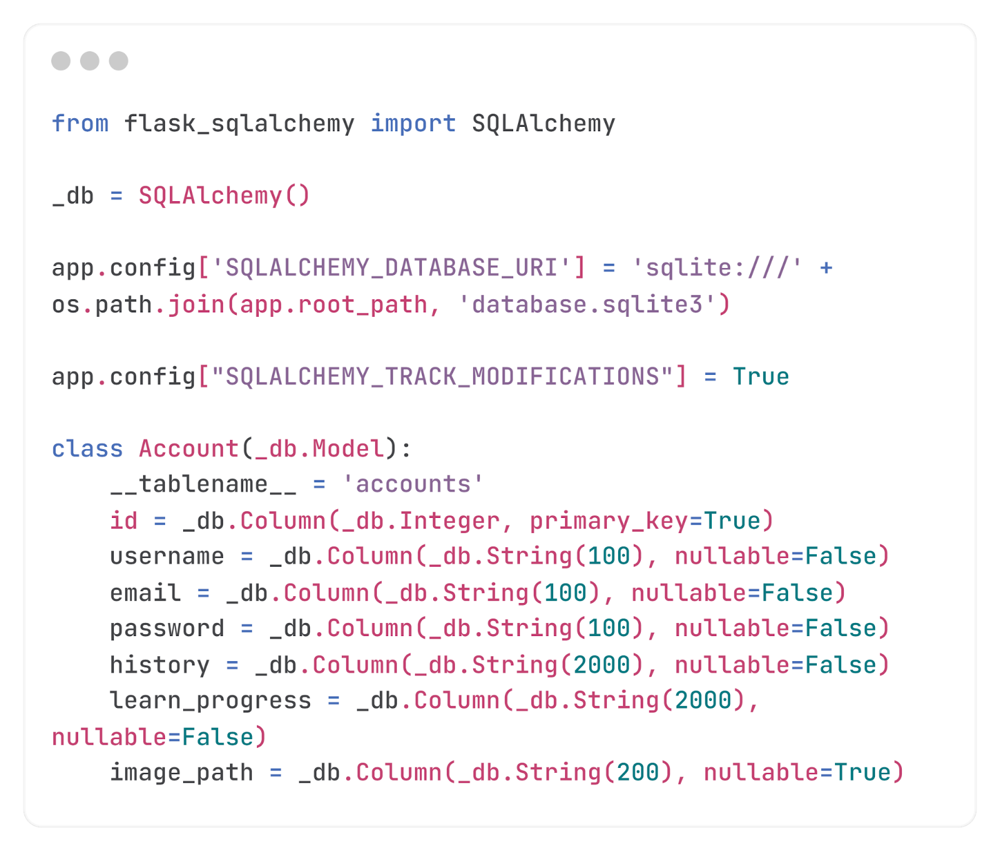 from flask_sqlalchemy import SQLAlchemy
_db = SQLAlchemy()
app.config['SQLALCHEMY_DATABASE_URI'] = 'sqlite:///' +
os.path.join(app.root_path, 'database.sqlite3')
app.config["SQLALCHEMY_TRACK_MODIFICATIONS"] = True
class Account(_db.Model):
    __tablename__ = 'accounts'
    id = _db.Column(_db.Integer, primary_key=True)
    username = _db.Column(_db.String(100), nullable=False)
    email = _db.Column(_db.String(100), nullable=False)
    password = _db.Column(_db.String(100), nullable=False)
    history = _db.Column(_db.String(2000), nullable=False)
    learn_progress = _db.Column(_db.String(2000),
nullable=False)
    image_path = _db.Column(_db.String(200), nullable=True)